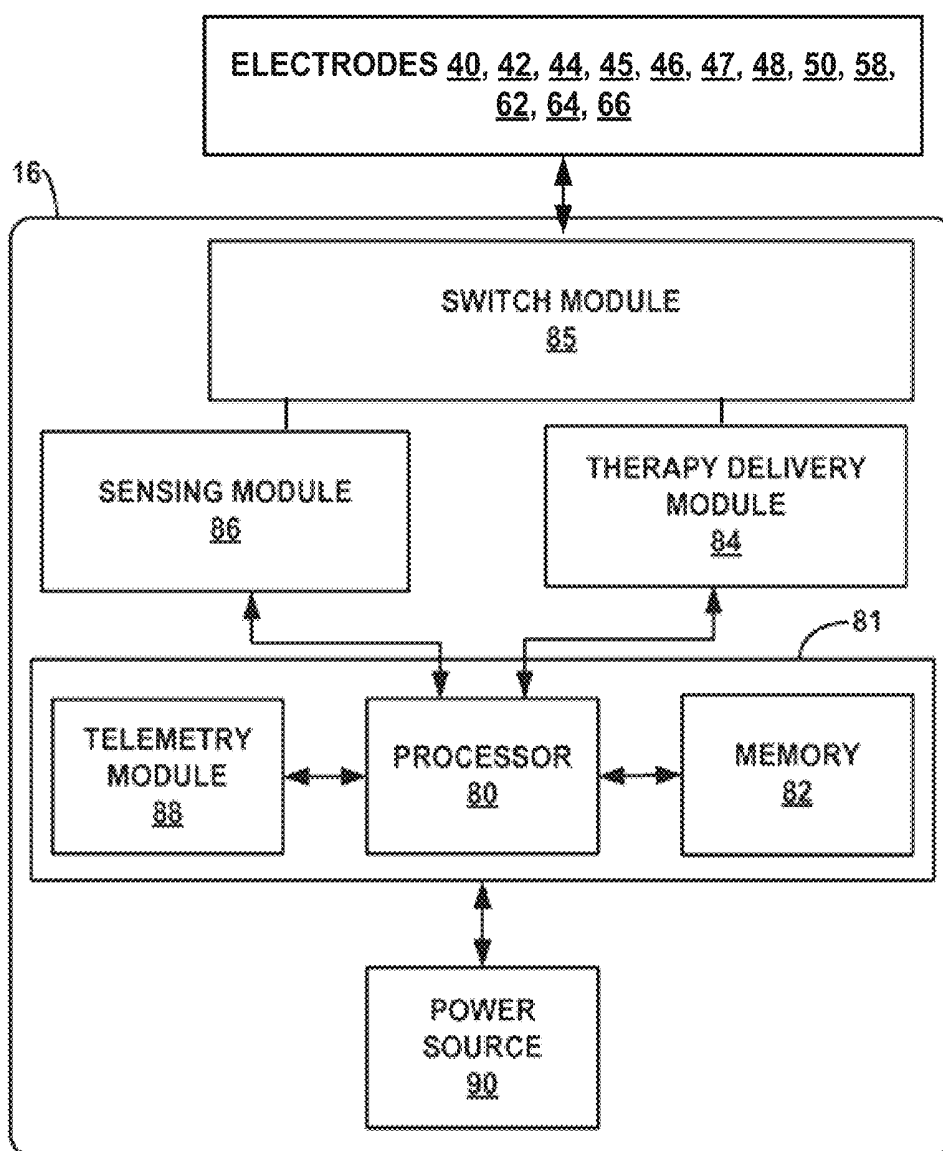 ELECTRODES 40, 42, 44, 45, 46, 47, 48, 50, 58,
62, 64, 66
16
SWITCH MODULE
85
SENSING MODULE
86
THERAPY DELIVERY
MODULE
84
81
TELEMETRY
MODULE
88
PROCESSOR
80
MEMORY
82
POWER
SOURCE
90